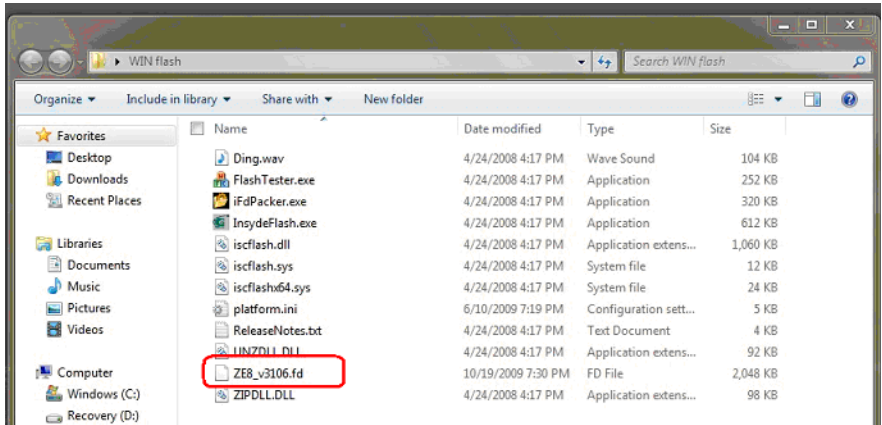 WIN flash
Search WIN flash
Organize Include in library Share with New folder
Favorites
Desktop
Downloads
Recent Places
Libraries
Documents
Music
Pictures
Videos
Computer
Windows (C:)
Recovery (D:)
Name Date modified Type Size
Ding.wav 4/24/2008 4:17 PM Wave Sound 104 KB
FlashTester.exe 4/24/2008 4:17 PM Application 252 KB
iFdPacker.exe 4/24/2008 4:17 PM Application 320 KB
InsydeFlash.exe 4/24/2008 4:17 PM Application 612 KB
iscflash.dll 4/24/2008 4:17 PM Application extens... 1,060 KB
iscflash.sys 4/24/2008 4:17 PM System file 12 KB
iscflashx64.sys 4/24/2008 4:17 PM System file 24 KB
platform.ini 6/10/2009 7:19 PM Configuration sett... 5 KB
ReleaseNotes.txt 4/24/2008 4:17 PM Text Document 4 KB
UNZDLL.DLL 4/24/2008 4:17 PM Application extens... 92 KB
ZE8_v3106.fd 10/19/2009 7:30 PM FD File 2,048 KB
ZIPDLL.DLL 4/24/2008 4:17 PM Application extens... 98 KB